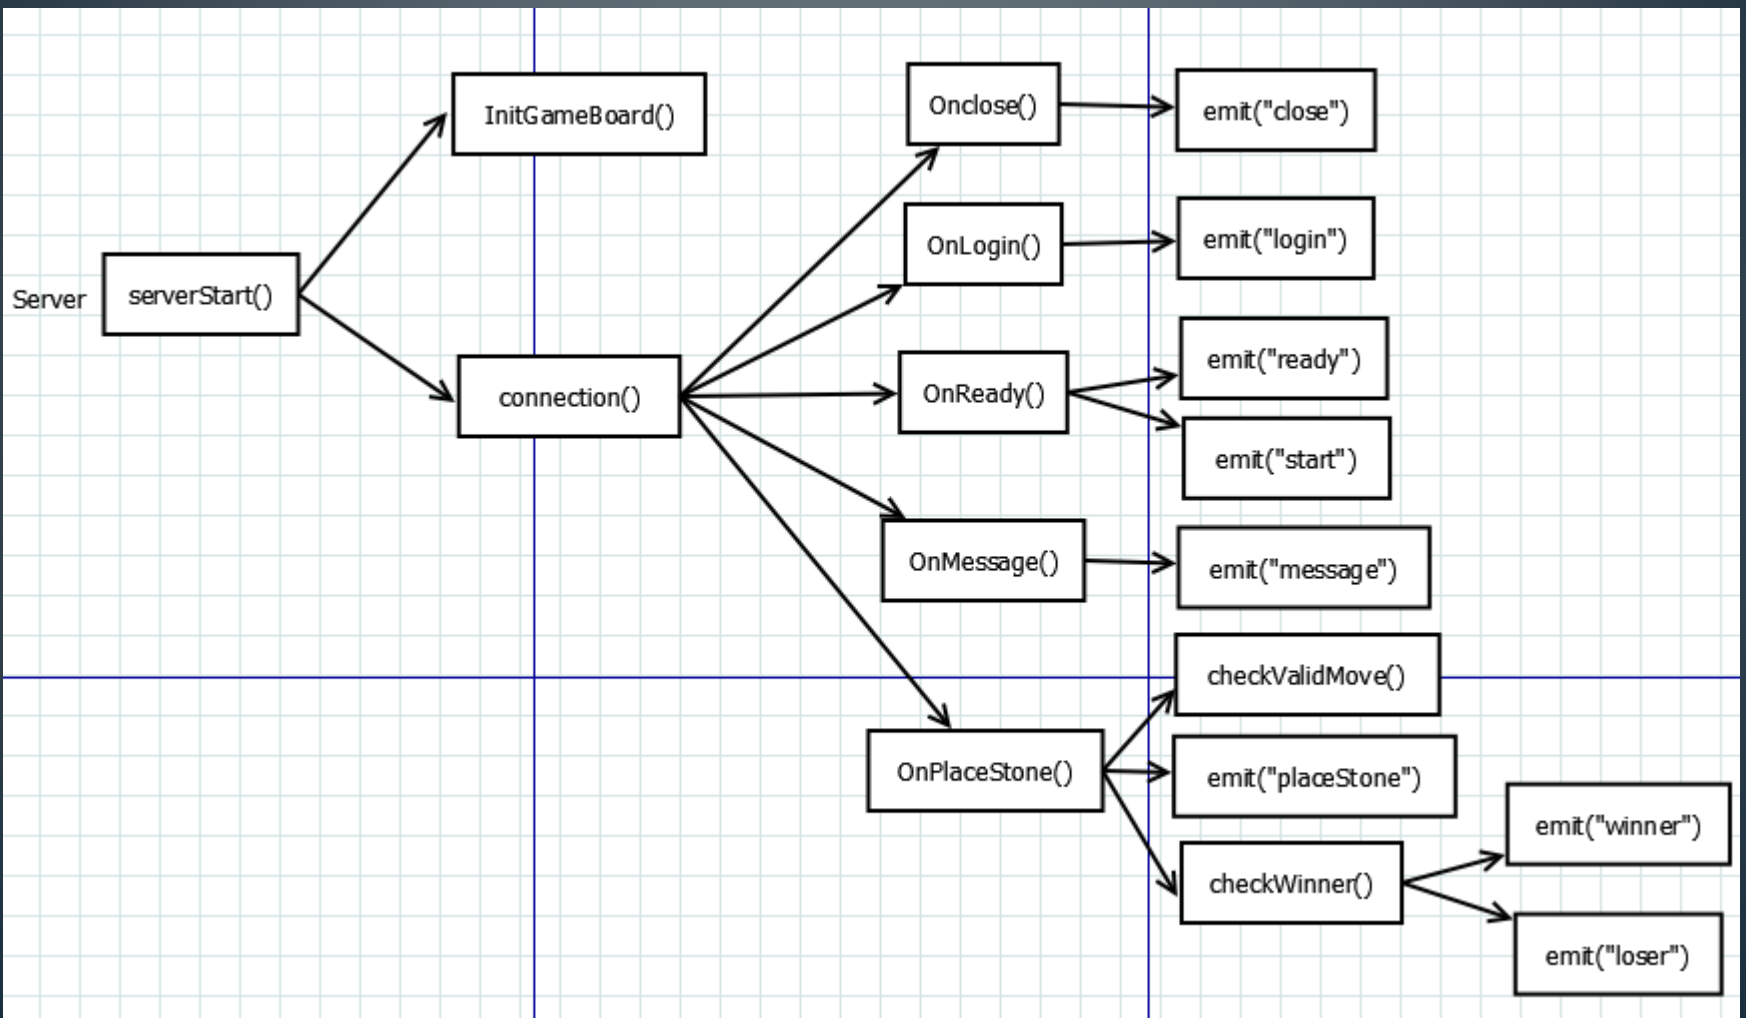 Server
serverStart()
InitGameBoard()
connection()
Onclose()
emit("close")
OnLogin()
emit("login")
OnReady()
emit("ready")
emit("start")
OnMessage()
emit("message")
OnPlaceStone()
checkValidMove()
emit("placeStone")
checkWinner()
emit("winner")
emit("loser")